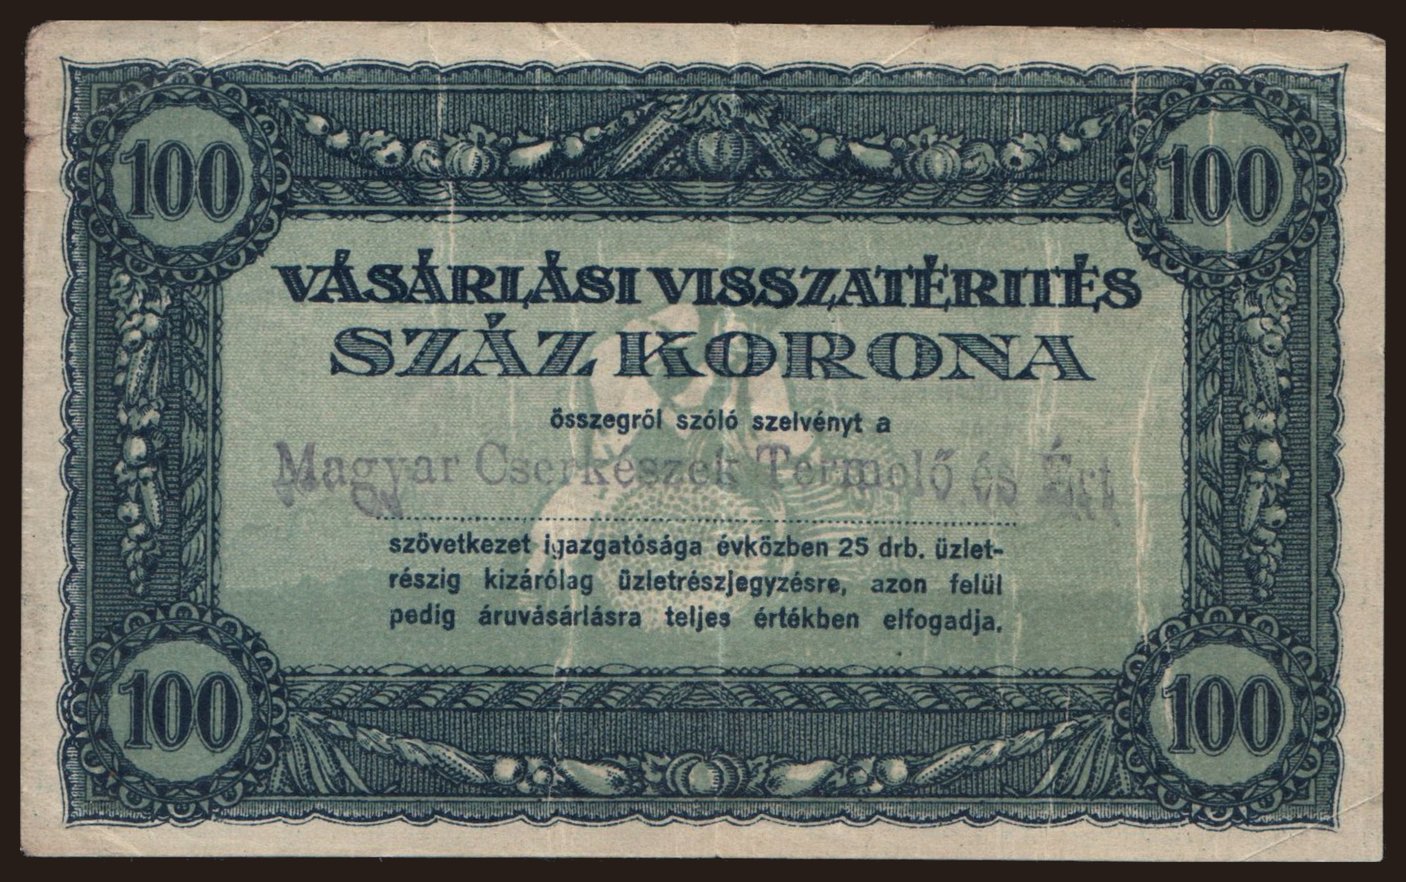 100 100
VÁSÁRLÁSI VISSZATÉRITÉS
SZÁZ KORONA
összegről szóló szelvényt a
Magyar Cserkészek Termelő és Ért
szövetkezet igazgatósága évközben 25 drb. üzlet-
részig kizárólag üzletrészjegyzésre, azon felül
pedig áruvásárlásra teljes értékben elfogadja.
100 100